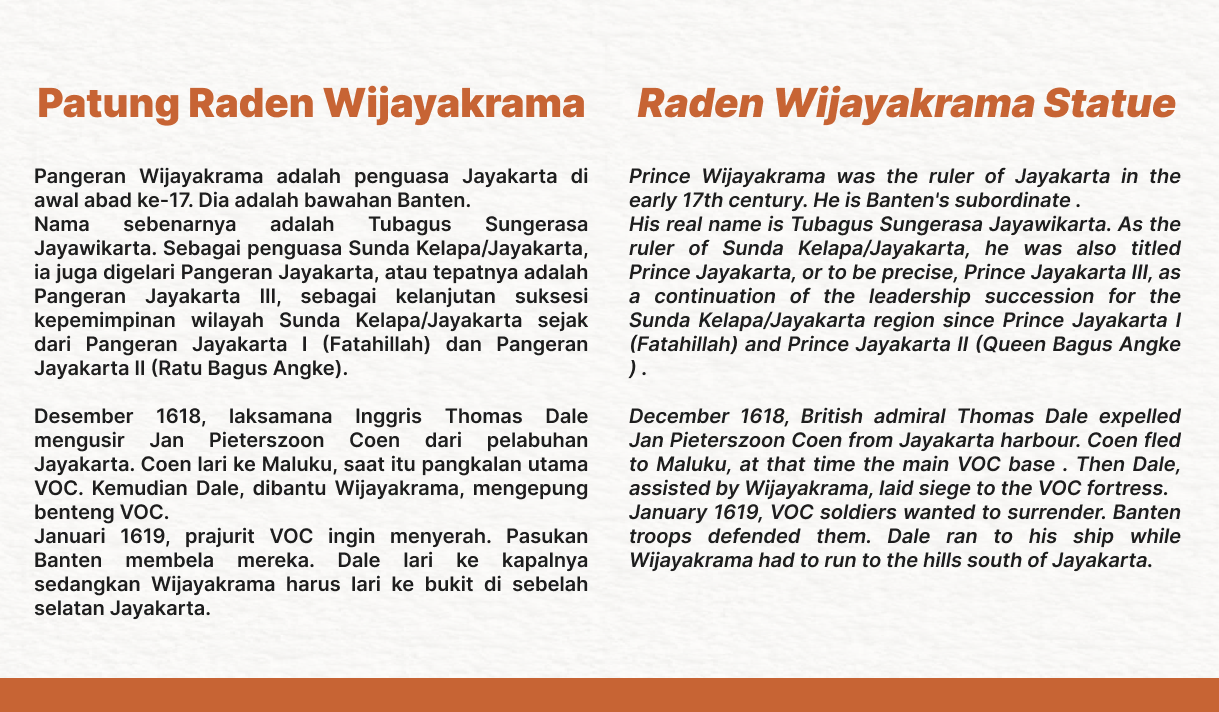 Patung Raden Wijayakrama
Pangeran Wijayakrama adalah penguasa Jayakarta di
awal abad ke-17. Dia adalah bawahan Banten.
Nama sebenarnya adalah Tubagus Sungerasa
Jayawikarta. Sebagai penguasa Sunda Kelapa/Jayakarta,
ia juga digelari Pangeran Jayakarta, atau tepatnya adalah
Pangeran Jayakarta III, sebagai kelanjutan suksesi
kepemimpinan wilayah Sunda Kelapa/Jayakarta sejak
dari Pangeran Jayakarta I (Fatahillah) dan Pangeran
Jayakarta II (Ratu Bagus Angke).
Desember 1618, laksamana Inggris Thomas Dale
mengusir Jan Pieterszoon Coen dari pelabuhan
Jayakarta. Coen lari ke Maluku, saat itu pangkalan utama
VOC. Kemudian Dale, dibantu Wijayakrama, mengepung
benteng VOC.
Januari 1619, prajurit VOC ingin menyerah. Pasukan
Banten membela mereka. Dale lari ke kapalnya
sedangkan Wijayakrama harus lari ke bukit di sebelah
selatan Jayakarta.
Raden Wijayakrama Statue
Prince Wijayakrama was the ruler of Jayakarta in the
early 17th century. He is Banten's subordinate .
His real name is Tubagus Sungerasa Jayawikarta. As the
ruler of Sunda Kelapa/Jayakarta, he was also titled
Prince Jayakarta, or to be precise, Prince Jayakarta III, as
a continuation of the leadership succession for the
Sunda Kelapa/Jayakarta region since Prince Jayakarta I
(Fatahillah) and Prince Jayakarta II (Queen Bagus Angke
) .
December 1618, British admiral Thomas Dale expelled
Jan Pieterszoon Coen from Jayakarta harbour. Coen fled
to Maluku, at that time the main VOC base . Then Dale,
assisted by Wijayakrama, laid siege to the VOC fortress.
January 1619, VOC soldiers wanted to surrender. Banten
troops defended them. Dale ran to his ship while
Wijayakrama had to run to the hills south of Jayakarta.